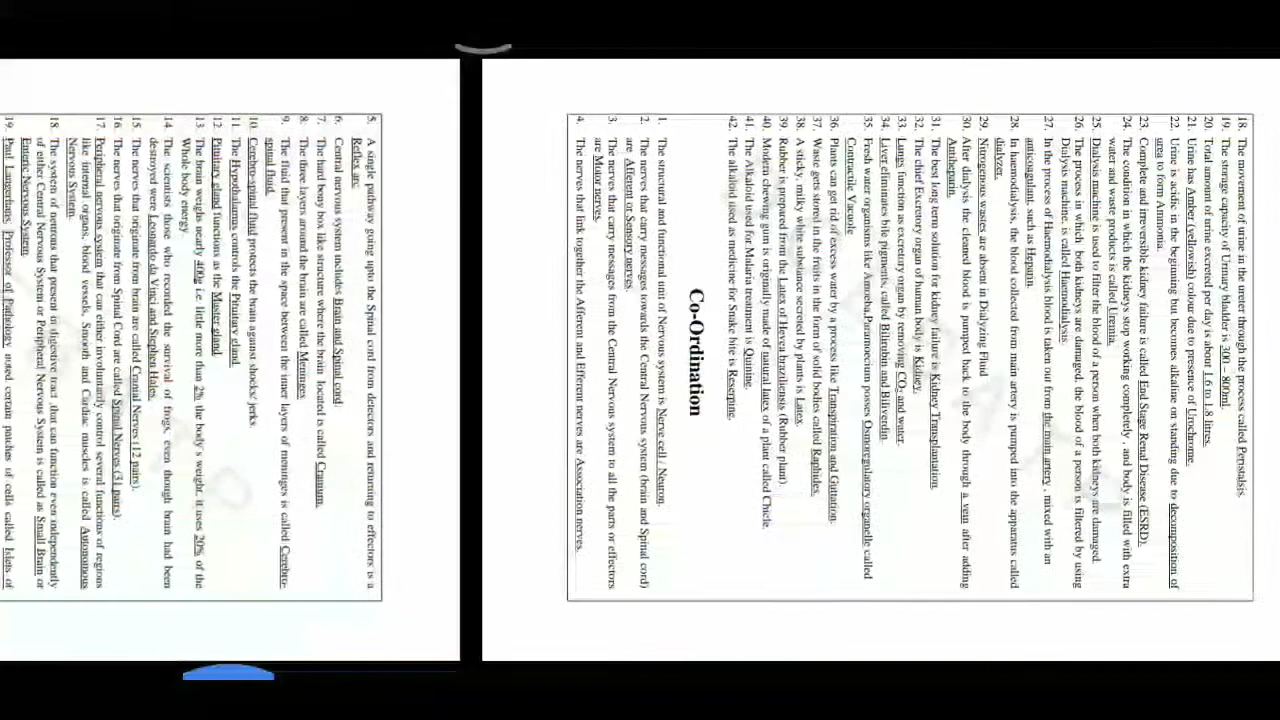 18. The movement of urine in the ureter through the process called Peristalsis.
19. The storage capacity of Urinary bladder is 300 – 800ml.
20. Total amount of urine excreted per day is about 1.6 to 1.8 litres.
21. Urine has Amber (yellowish) colour due to presence of Urochrome.
22. Urine is acidic in the beginning but becomes alkaline on standing due to decomposition of
urea to form Ammonia.
23. Complete and irreversible kidney failure is called End Stage Renal Disease (ESRD).
24. The condition in which the kidneys stop working completely , and body is filled with extra
water and waste products is called Uremia.
25. Dialysis machine is used to filter the blood of a person when both kidneys are damaged.
26. The process in which both kidneys are damaged, the blood of a person is filtered by using
Dialysis machine, is called Haemodialysis.
27. In the process of Haemodialysis blood is taken out from the main artery , mixed with an
anticoagulant, such as Heparin.
28. In haemodialysis, the blood collected from main artery is pumped into the apparatus called
dialyzer.
29. Nitrogenous wastes are absent in Dialyzing Fluid
30. After dialysis the cleared blood is pumped back to the body through a vein after adding
Antiheparin.
31. The best long term solution for kidney failure is Kidney Transplantation.
32. The chief Excretory organ of human body is Kidney.
33. Lungs function as excretory organ by removing CO2 and water.
34. Liver eliminates bile pigments, called Bilirubin and Biliverdin.
35. Fresh water organisms like Amoeba,Paramoecium posses Osmoregulatory organelle called
Contractile Vacuole
36. Plants can get rid of excess water by a process like Transpiration and Guttation.
37. Waste gets stored in the fruits in the form of solid bodies called Raphides.
38. A sticky, milky white substance secreted by plants is Latex.
39. Rubber is prepared from the Latex of Hevea braziliensis (Rubber plant).
40. Modern chewing gum is originally made of natural latex of a plant called Chicle.
41. The Alkaloid used for Malaria treatment is Quinine.
42. The alkaloid used as medicine for Snake bite is Reserpine.
Co-Ordination
1. The structural and functional unit of Nervous system is Nerve cell / Neuron.
2. The nerves that carry messages towards the Central Nervous system (brain and Spinal cord)
are Afferent or Sensory nerves.
3. The nerves that carry messages from the Central Nervous system to all the parts or effectors
are Motor nerves.
4. The nerves that link together the Afferent and Efferent nerves are Association nerves.
5. A single pathway going upto the Spinal cord from detectors and returning to effectors is a
Reflex arc.
6. Central nervous system includes Brain and Spinal cord.
7. The hard bony box like structure where the brain located is called Cranium.
8. The three layers around the brain are called Meninges
9. The fluid that present in the space between the inner layers of meninges is called Cerebro-
spinal fluid.
10. Cerebro-spinal fluid protects the brain against shocks/ jerks.
11. The Hypothalamus controls the Pituitary gland.
12. Pituitary gland functions as the Master gland.
13. The brain weighs nearly 1400g i.e. little more than 2% the body's weight, it uses 20% of the
Whole body energy.
14. The scientists those who recorded the survival of frogs, even though brain had been
destroyed were Leonardo da Vinci and Stephen Hales.
15. The nerves that originate from brain are called Cranial Nerves (12 pairs).
16. The nerves that originate from Spinal Cord are called Spinal Nerves (31 pairs).
17. Peripheral nervous system that can either involuntarily control several functions of regions
like internal organs, blood vessels, Smooth and Cardiac muscles is called Autonomous
Nervous System.
18. The system of neurons that present in digestive tract ,that can function even independently
of either Central Nervous System or Peripheral Nervous System is called as Small Brain or
Enteric Nervous System.
19. Paul Langerhans, Professor of Pathology noted certain patches of cells called Islets of